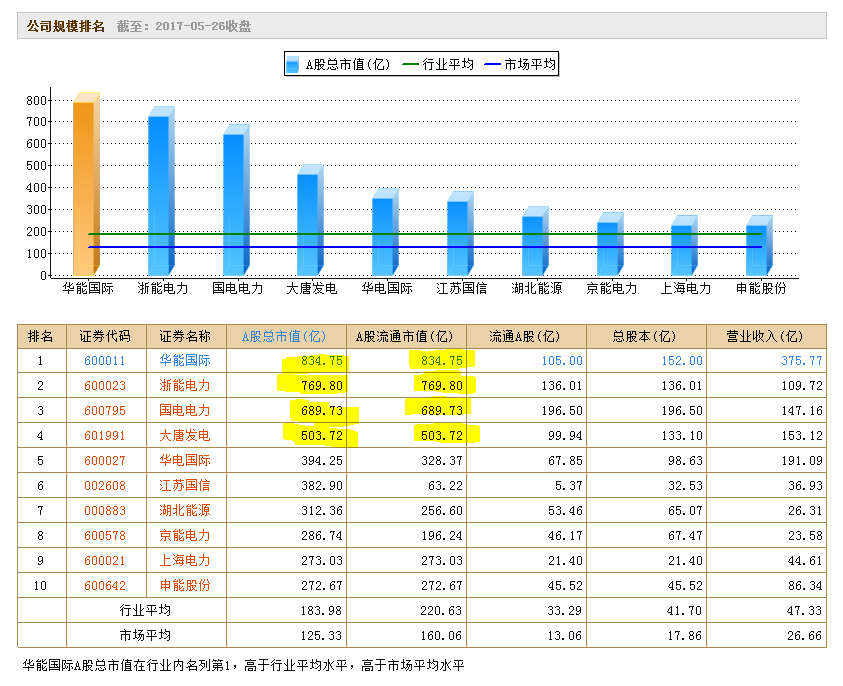 公司规模排名 截至：2017-05-26收盘
A股总市值(亿) 行业平均 市场平均
800
700
600
500
400
300
200
100
0
华能国际 浙能电力 国电电力 大唐发电 华电国际 江苏国信 湖北能源 京能电力 上海电力 申能股份
排名 证券代码 证券名称 A股总市值(亿) A股流通市值(亿) 流通A股(亿) 总股本(亿) 营业收入(亿)
1 600011 华能国际 834.75 834.75 105.00 152.00 375.77
2 600023 浙能电力 769.80 769.80 136.01 136.01 109.72
3 600795 国电电力 689.73 689.73 196.50 196.50 147.16
4 601991 大唐发电 503.72 503.72 99.94 133.10 153.12
5 600027 华电国际 394.25 328.37 67.85 98.63 191.09
6 002608 江苏国信 382.90 63.22 5.37 32.53 36.93
7 000883 湖北能源 312.36 256.60 53.46 65.07 26.31
8 600578 京能电力 286.74 196.24 46.17 67.47 23.58
9 600021 上海电力 273.03 273.03 21.40 21.40 44.61
10 600642 申能股份 272.67 272.67 45.52 45.52 86.34
行业平均 183.98 220.63 33.29 41.70 47.33
市场平均 125.33 160.06 13.06 17.86 26.66
华能国际A股总市值在行业内名列第1，高于行业平均水平，高于市场平均水平